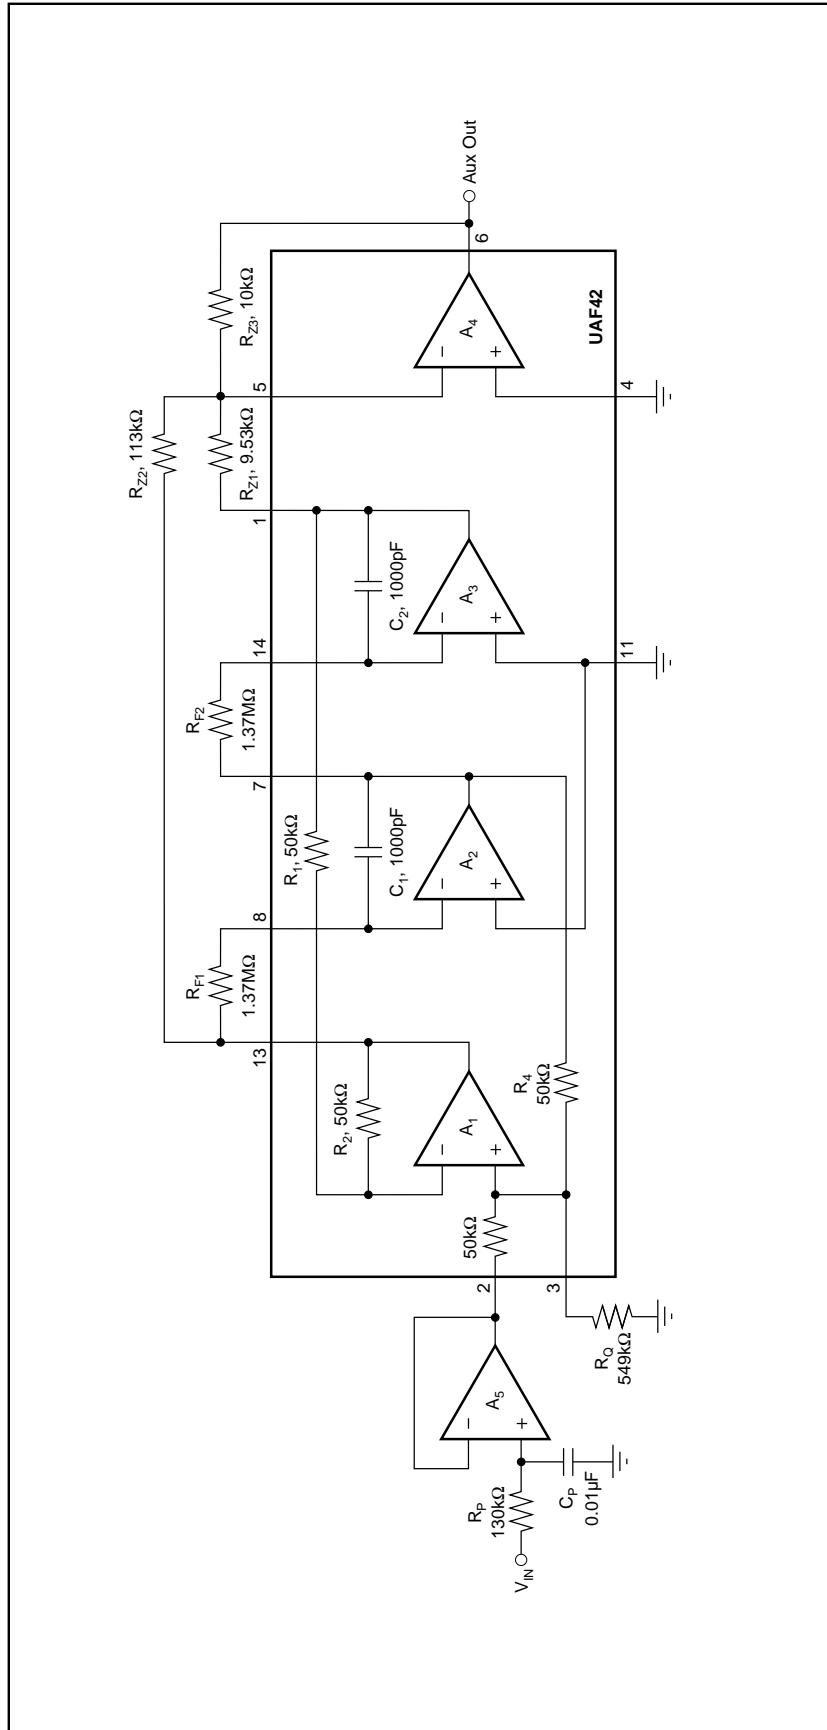 R_Z2, 113kΩ
R_Z3, 10kΩ
R_Z1, 9.53kΩ
R_F1
1.37MΩ
R_F2
1.37MΩ
13
8
7
14
1
5
R_1, 50kΩ
R_2, 50kΩ
C_1, 1000pF
C_2, 1000pF
V_IN
R_P
130kΩ
C_P
0.01µF
−
+
A_5
2
3
50kΩ
−
+
A_1
−
+
A_2
−
+
A_3
−
+
A_4
6
Aux Out
R_4
50kΩ
R_Q
549kΩ
11
4
UAF42